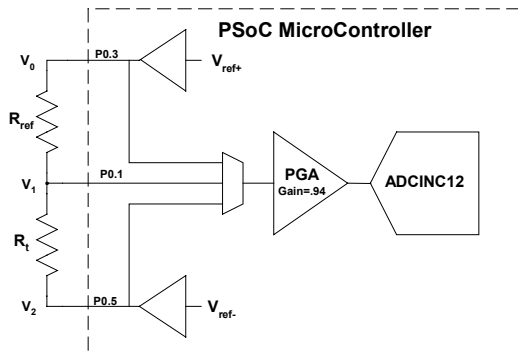 PSoC MicroController
V0
P0.3
Vref+
Rref
V1
P0.1
PGA
Gain=.94
ADCINC12
Rt
V2
P0.5
Vref-